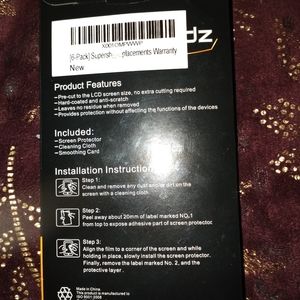 [6-Pack] Supersh placements Warranty
New
dz
Product Features
-Pre-cut to the LCD screen size, no extra cutting required
-Hard-coated and anti-scratch
-Leaves no residue when removed
-Provides protection without affecting the functions of the devices
Included:
-Screen Protector
-Cleaning Cloth
-Smoothing Card
Installation Instruction
Step 1:
Clean and remove any dust and/or dirt on the
screen with a cleaning cloth.
Step 2:
Peel away about 20mm of label marked NO.1
from top to expose adhesive part of screen protector.
Step 3:
Align the film to a corner of the screen and while
holding in place, slowly install the screen protector.
Finally, remove the label marked No. 2, and the
protective layer .
Made in China.
This product is manufactured to
ISO 9001:2008